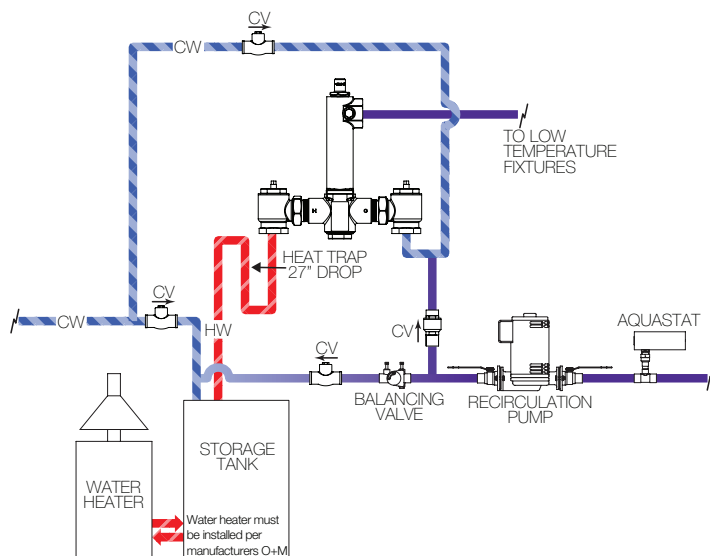 CV
CW
TO LOW
TEMPERATURE
FIXTURES
H
C
HEAT TRAP
27" DROP
CV
CW
HW
CV
CV
AQUASTAT
BALANCING
VALVE
RECIRCULATION
PUMP
STORAGE
TANK
WATER
HEATER
Water heater must
be installed per
manufacturers O+M